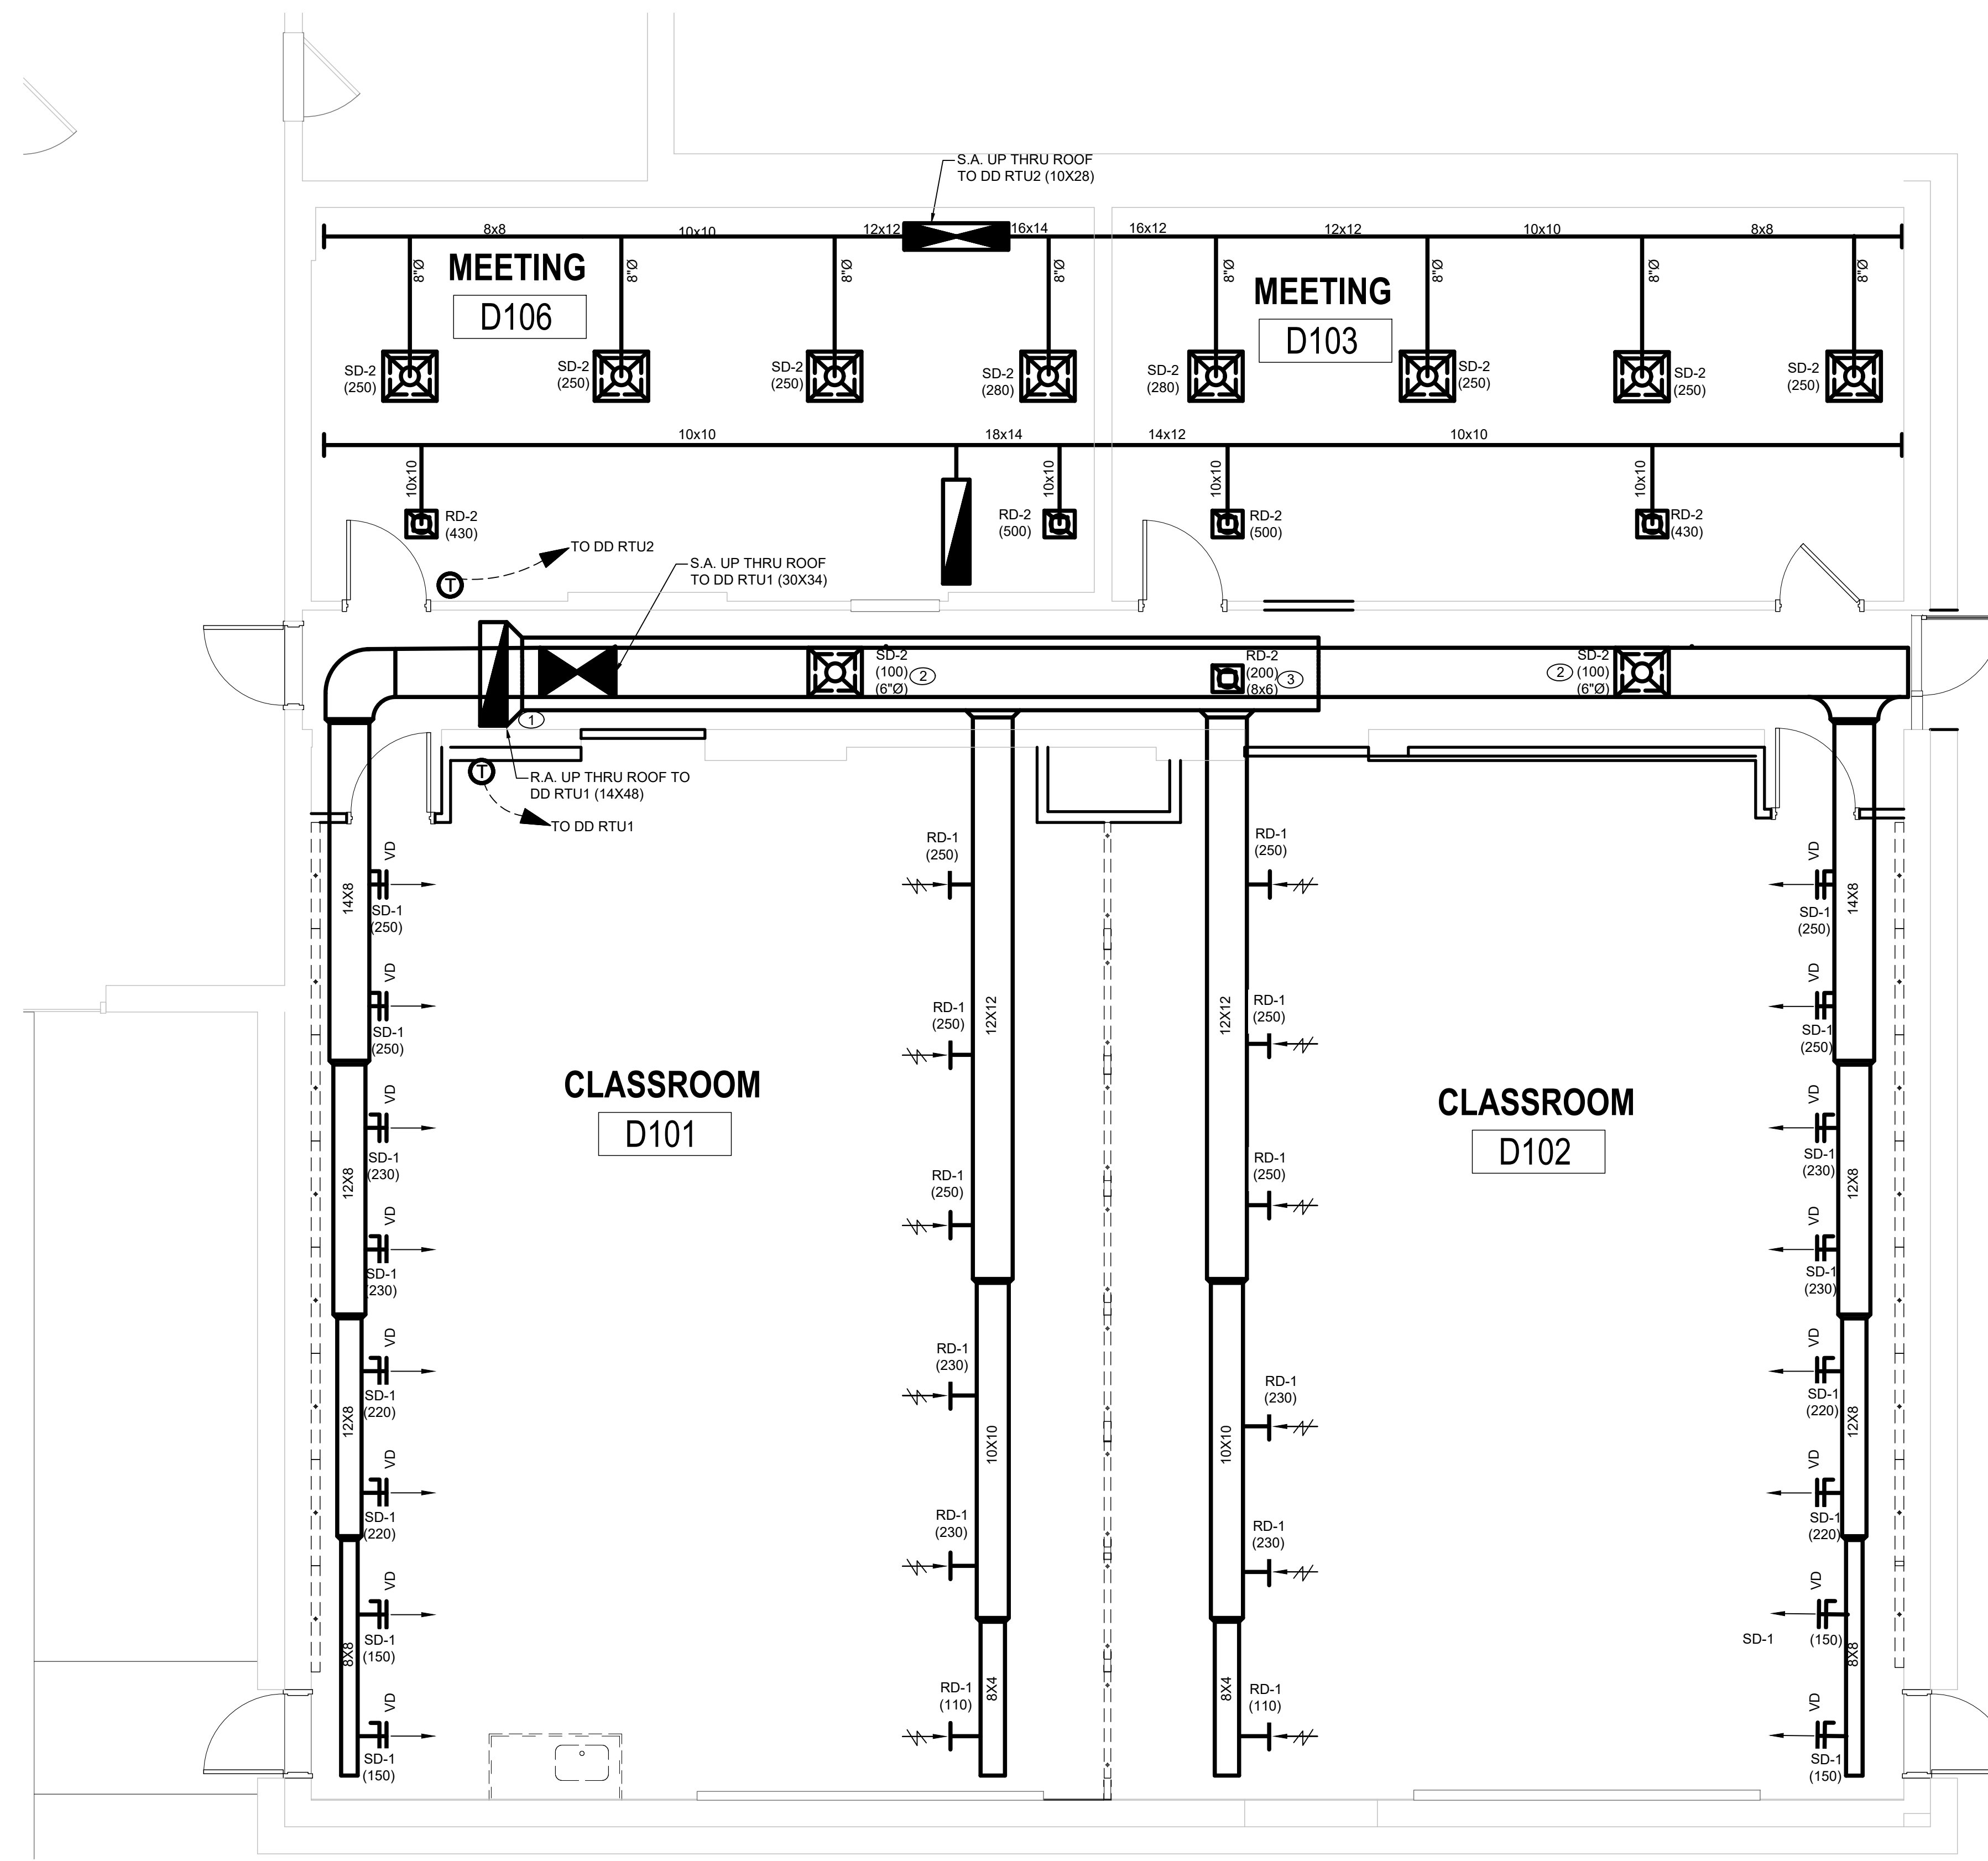 S.A. UP THRU ROOF
TO DD RTU2 (10X28)
8x8
10x10
12x12
16x14
16x12
12x12
10x10
8x8
8"Ø
8"Ø
8"Ø
8"Ø
8"Ø
8"Ø
8"Ø
8"Ø
MEETING
D106
MEETING
D103
SD-2
(250)
SD-2
(250)
SD-2
(250)
SD-2
(280)
SD-2
(280)
SD-2
(250)
SD-2
(250)
SD-2
(250)
10x10
18x14
14x12
10x10
10x10
10x10
10x10
10x10
RD-2
(430)
RD-2
(500)
RD-2
(500)
RD-2
(430)
TO DD RTU2
T
S.A. UP THRU ROOF
TO DD RTU1 (30X34)
SD-2
(100)
(6"Ø)
2
RD-2
(200)
(8x6)
3
2
SD-2
(100)
(6"Ø)
1
T
R.A. UP THRU ROOF TO
DD RTU1 (14X48)
TO DD RTU1
14X8
VD
SD-1
(250)
VD
SD-1
(250)
12X8
VD
SD-1
(230)
VD
SD-1
(230)
12X8
VD
SD-1
(220)
VD
SD-1
(220)
8X8
VD
SD-1
(150)
VD
SD-1
(150)
CLASSROOM
D101
RD-1
(250)
RD-1
(250)
RD-1
(250)
RD-1
(230)
RD-1
(230)
RD-1
(110)
12X12
10X10
8X4
12X12
10X10
8X4
RD-1
(250)
RD-1
(250)
RD-1
(250)
RD-1
(230)
RD-1
(230)
RD-1
(110)
CLASSROOM
D102
VD
SD-1
(250)
14X8
VD
SD-1
(250)
VD
SD-1
(230)
12X8
VD
SD-1
(230)
VD
SD-1
(220)
12X8
VD
SD-1
(220)
VD
SD-1
(150)
8X8
VD
SD-1
(150)